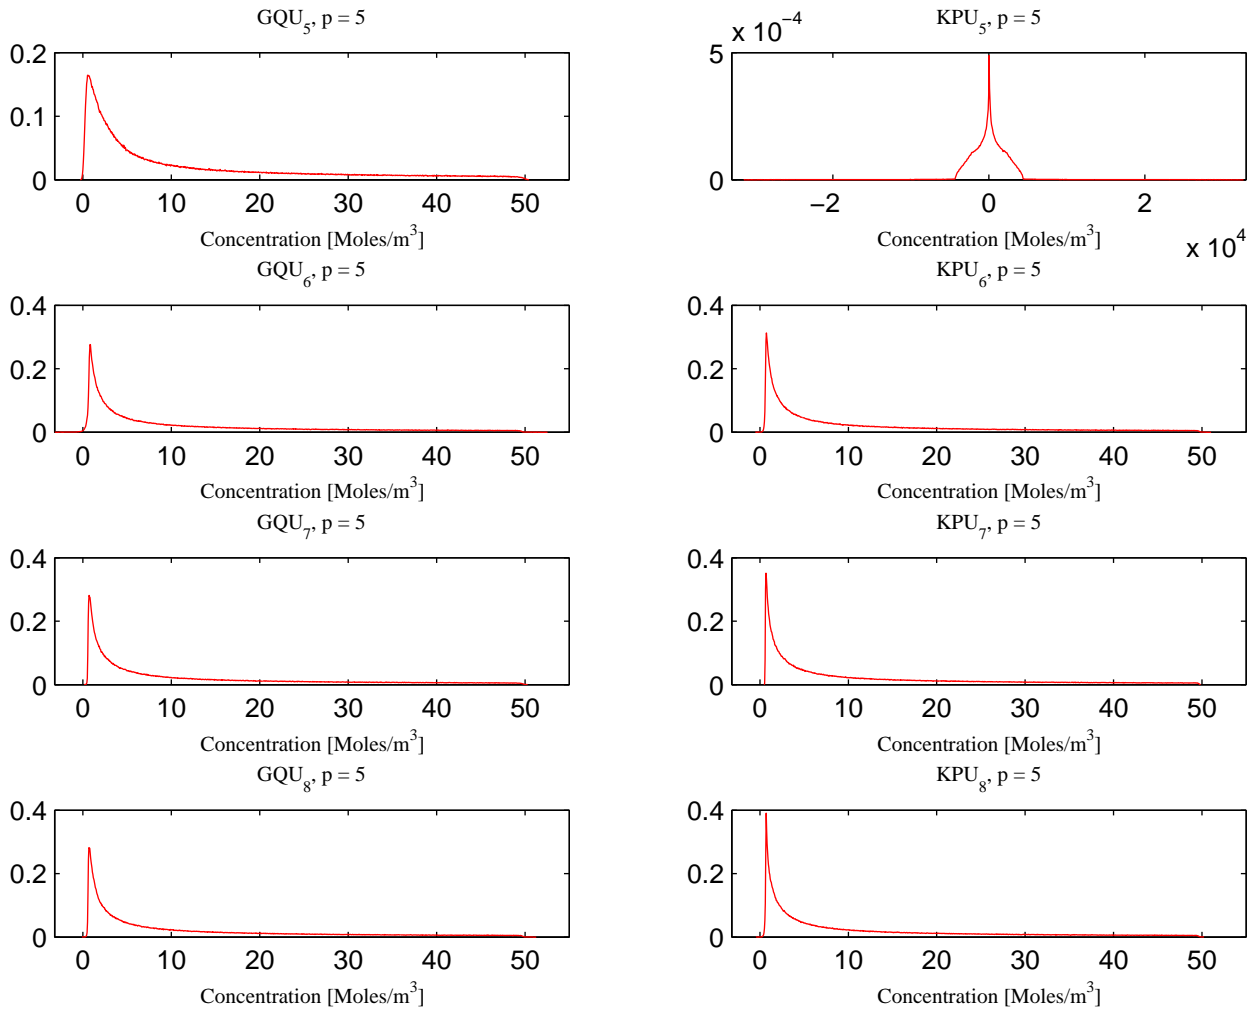 GQU₅, p = 5
0.2
0.1
0
0 10 20 30 40 50
Concentration [Moles/m³]
KPU₅, p = 5
x 10⁻⁴
5
0
−2 0 2
x 10⁴
Concentration [Moles/m³]
GQU₆, p = 5
0.4
0.2
0
0 10 20 30 40 50
Concentration [Moles/m³]
KPU₆, p = 5
0.4
0.2
0
0 10 20 30 40 50
Concentration [Moles/m³]
GQU₇, p = 5
0.4
0.2
0
0 10 20 30 40 50
Concentration [Moles/m³]
KPU₇, p = 5
0.4
0.2
0
0 10 20 30 40 50
Concentration [Moles/m³]
GQU₈, p = 5
0.4
0.2
0
0 10 20 30 40 50
Concentration [Moles/m³]
KPU₈, p = 5
0.4
0.2
0
0 10 20 30 40 50
Concentration [Moles/m³]